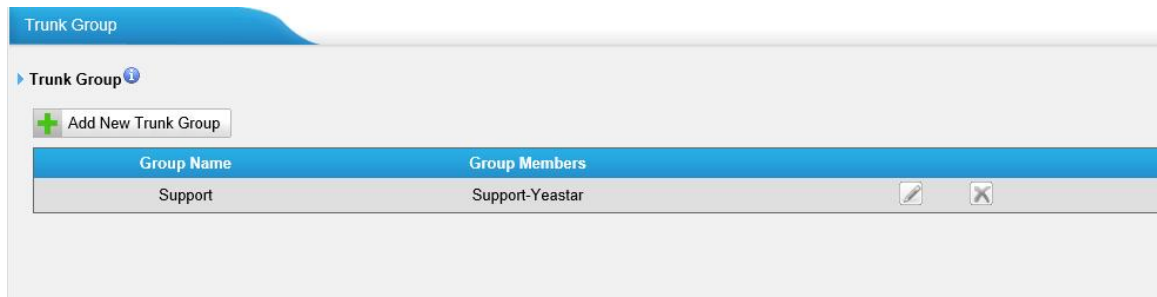 Trunk Group
Trunk Group
Add New Trunk Group
Group Name Group Members
Support Support-Yeastar